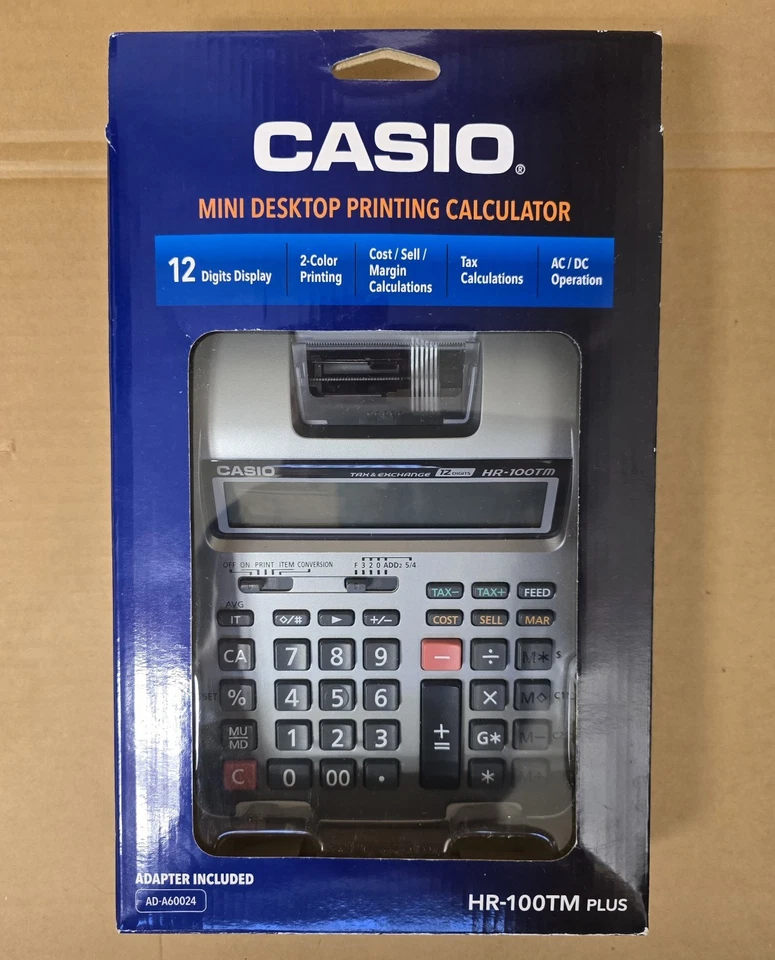 CASIO®
MINI DESKTOP PRINTING CALCULATOR
12 Digits Display
2-Color
Printing
Cost / Sell /
Margin
Calculations
Tax
Calculations
AC / DC
Operation
CASIO TAX & EXCHANGE 12 DIGITS HR-100TM
OFF ON PRINT ITEM CONVERSION F 3 2 0 ADD2 5/4
TAX− TAX+ FEED
AVG
IT ◇/# ▶ +/− COST SELL MAR
CA 7 8 9 − ÷ M∗ $
SET % 4 5 6 × M◇ C1
MU
MD 1 2 3 +
= G∗ M−
C 0 00 . ∗ M+
ADAPTER INCLUDED
AD-A60024
HR-100TM PLUS